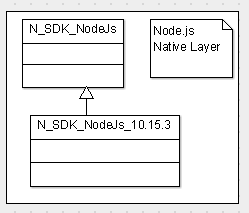 N_SDK_NodeJs
Node.js
Native Layer
N_SDK_NodeJs_10.15.3